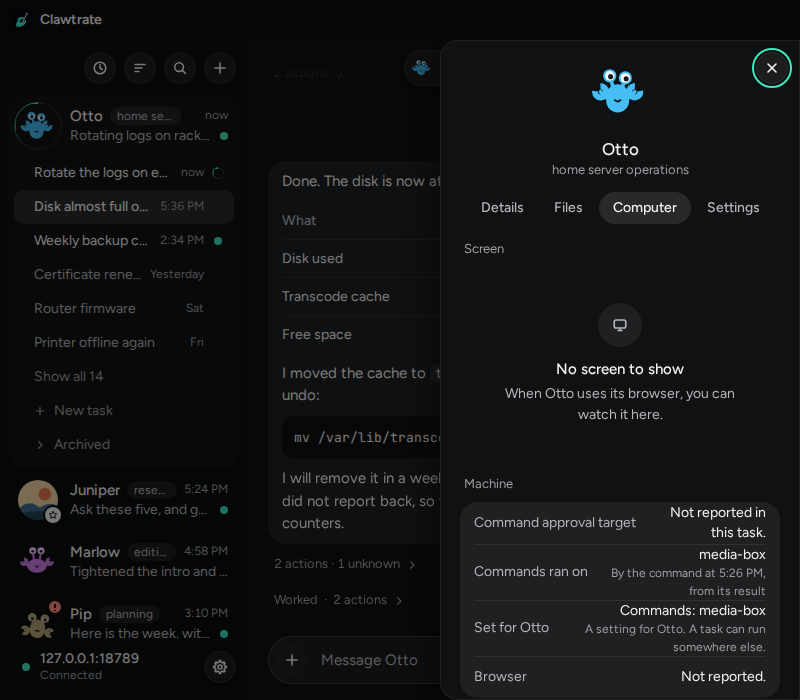 Clawtrate
Otto
home se...
now
Rotating logs on rack...
Rotate the logs on e...
now
Disk almost full o...
5:36 PM
Weekly backup c...
2:34 PM
Certificate rene...
Yesterday
Router firmware
Sat
Printer offline again
Fri
Show all 14
+ New task
Archived
Juniper
rese...
5:24 PM
Ask these five, and g...
Marlow
editi...
4:58 PM
Tightened the intro and ...
Pip
planning
3:10 PM
Here is the week. wit...
127.0.0.1:18789
Connected
2 actions
Done. The disk is now at
What
Disk used
Transcode cache
Free space
I moved the cache to
undo:
mv /var/lib/transc
I will remove it in a week
did not report back, so
counters.
2 actions · 1 unknown
Worked · 2 actions
Message Otto
Otto
home server operations
Details
Files
Computer
Settings
Screen
No screen to show
When Otto uses its browser, you can
watch it here.
Machine
Command approval target
Not reported in
this task.
Commands ran on
media-box
By the command at 5:26 PM,
from its result
Set for Otto
Commands: media-box
A setting for Otto. A task can run
somewhere else.
Browser
Not reported.